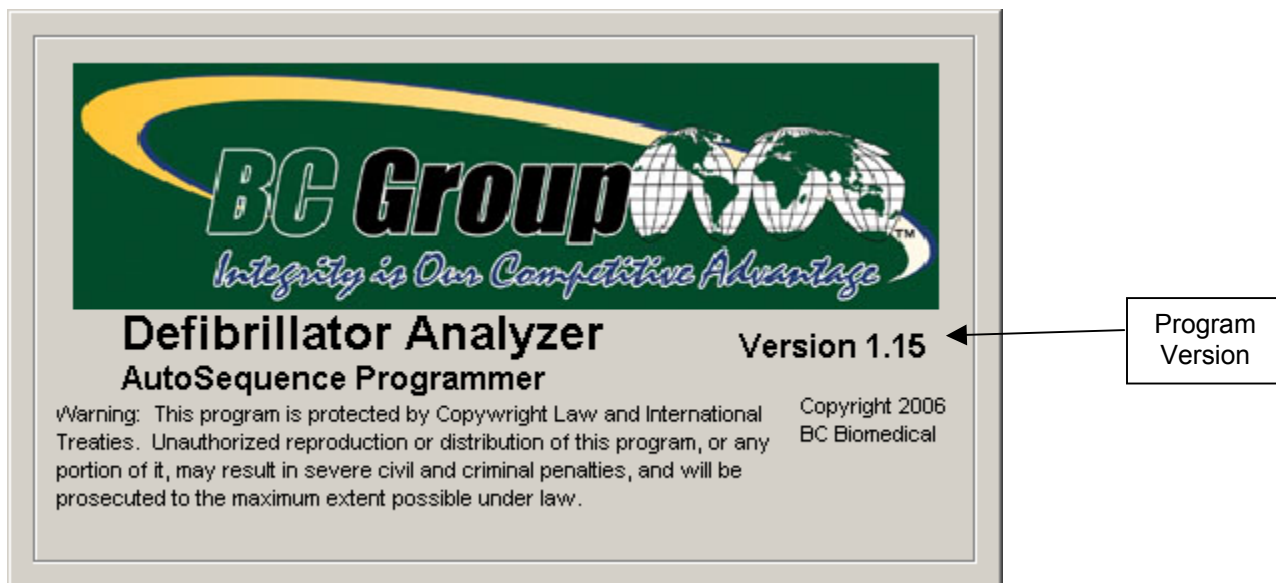 BC Group
TM
Integrity is Our Competitive Advantage
Defibrillator Analyzer
Version 1.15
AutoSequence Programmer
Warning: This program is protected by Copywright Law and International
Treaties. Unauthorized reproduction or distribution of this program, or any
portion of it, may result in severe civil and criminal penalties, and will be
prosecuted to the maximum extent possible under law.
Copyright 2006
BC Biomedical
Program
Version